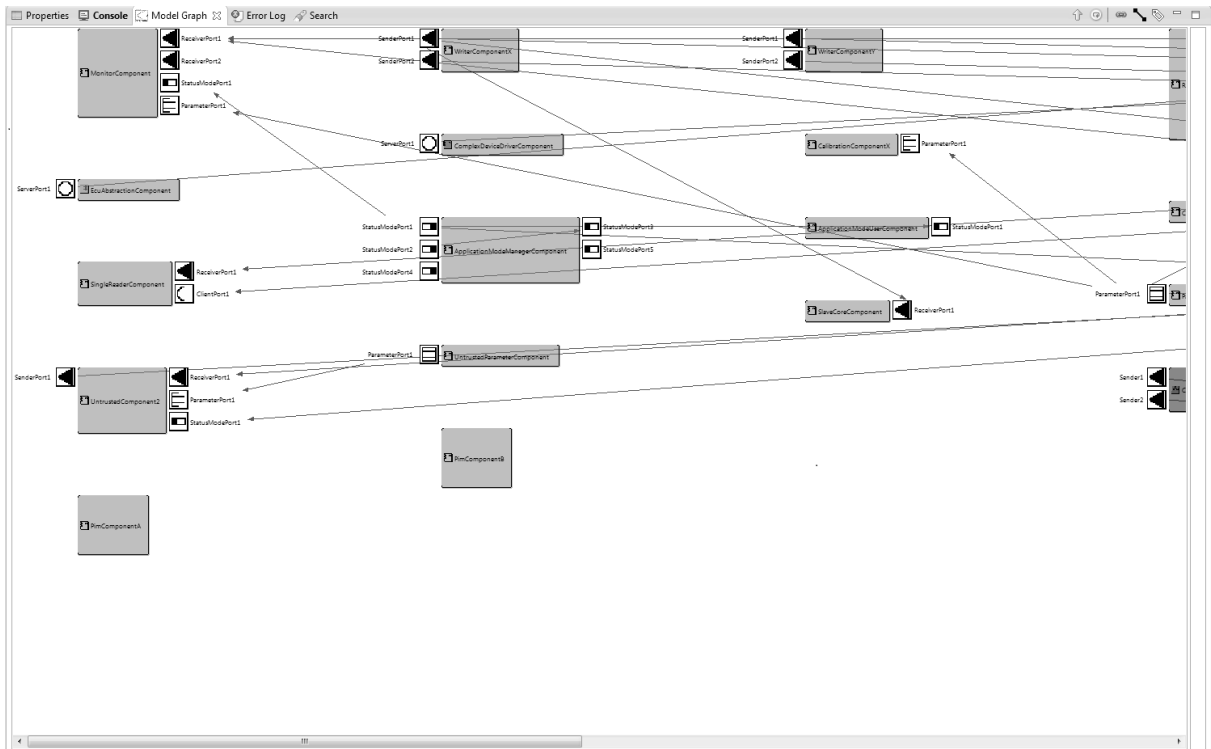 Properties Console Model Graph Error Log Search
MonitorComponent
ReceiverPort1
ReceiverPort2
StatusModePort1
ParameterPort1
SenderPort1
SenderPort2
WriterComponentX
SenderPort1
SenderPort2
WriterComponentY
R
ServerPort1
ComplexDeviceDriverComponent
CalibrationComponentX
ParameterPort1
ServerPort1
EcuAbstractionComponent
StatusModePort1
StatusModePort2
StatusModePort4
ApplicationModeManagerComponent
StatusModePort3
StatusModePort5
ApplicationModeUserComponent
StatusModePort1
C
SingleReaderComponent
ReceiverPort1
ClientPort1
SlaveCoreComponent
ReceiverPort1
ParameterPort1
ParameterPort1
UntrustedParameterComponent
SenderPort1
UntrustedComponent2
ReceiverPort1
ParameterPort1
StatusModePort1
Sender1
Sender2
C
PimComponentB
PimComponentA